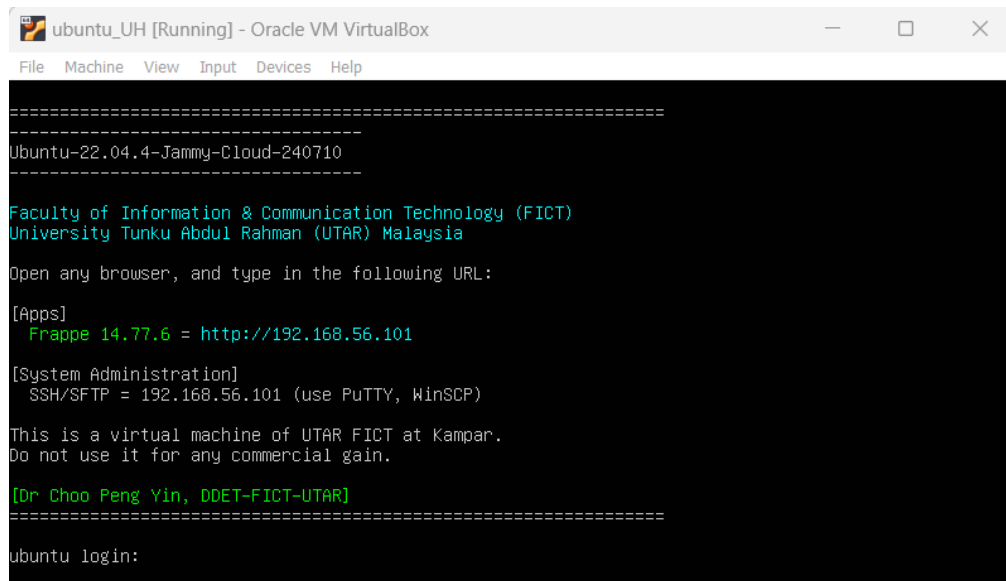 ubuntu_UH [Running] - Oracle VM VirtualBox
File Machine View Input Devices Help
=================================================================
-----------------------------------
Ubuntu-22.04.4-Jammy-Cloud-240710
-----------------------------------
Faculty of Information & Communication Technology (FICT)
University Tunku Abdul Rahman (UTAR) Malaysia
Open any browser, and type in the following URL:
[Apps]
Frappe 14.77.6 = http://192.168.56.101
[System Administration]
SSH/SFTP = 192.168.56.101 (use PuTTY, WinSCP)
This is a virtual machine of UTAR FICT at Kampar.
Do not use it for any commercial gain.
[Dr Choo Peng Yin, DDET-FICT-UTAR]
=================================================================
ubuntu login: